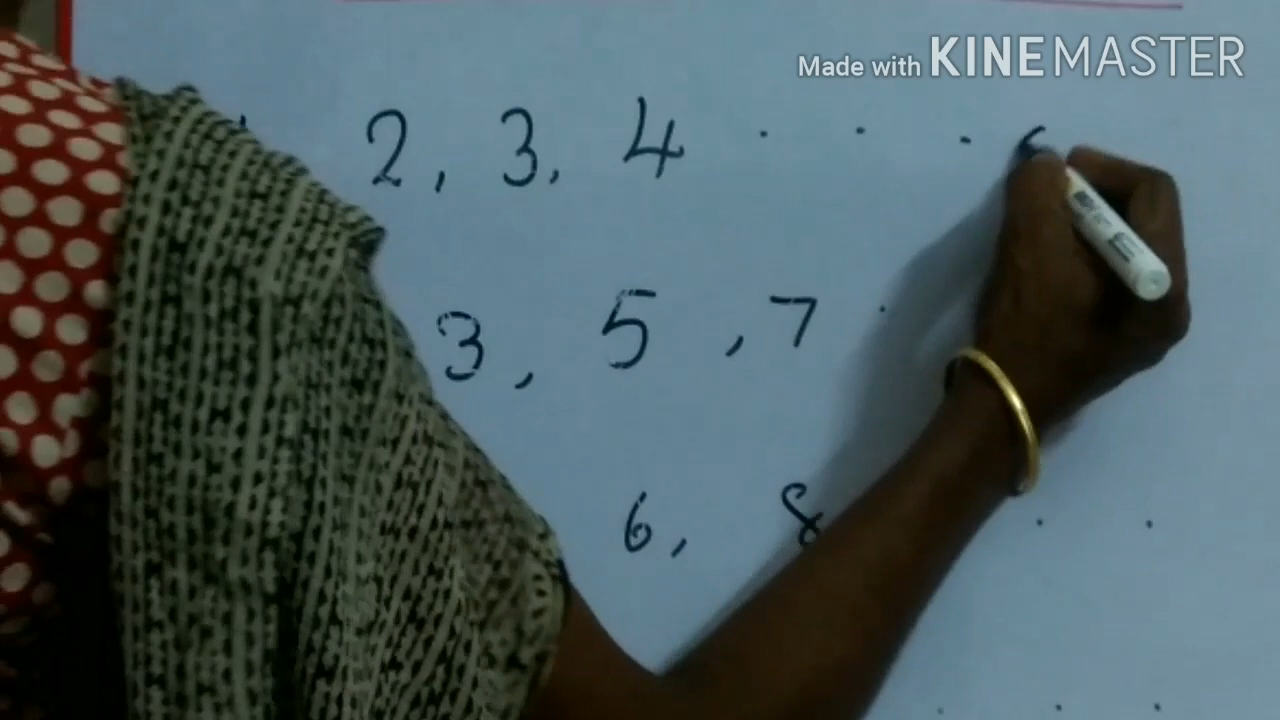 Made with KINEMASTER
2, 3, 4 . . .
3, 5, 7 .
6, 8